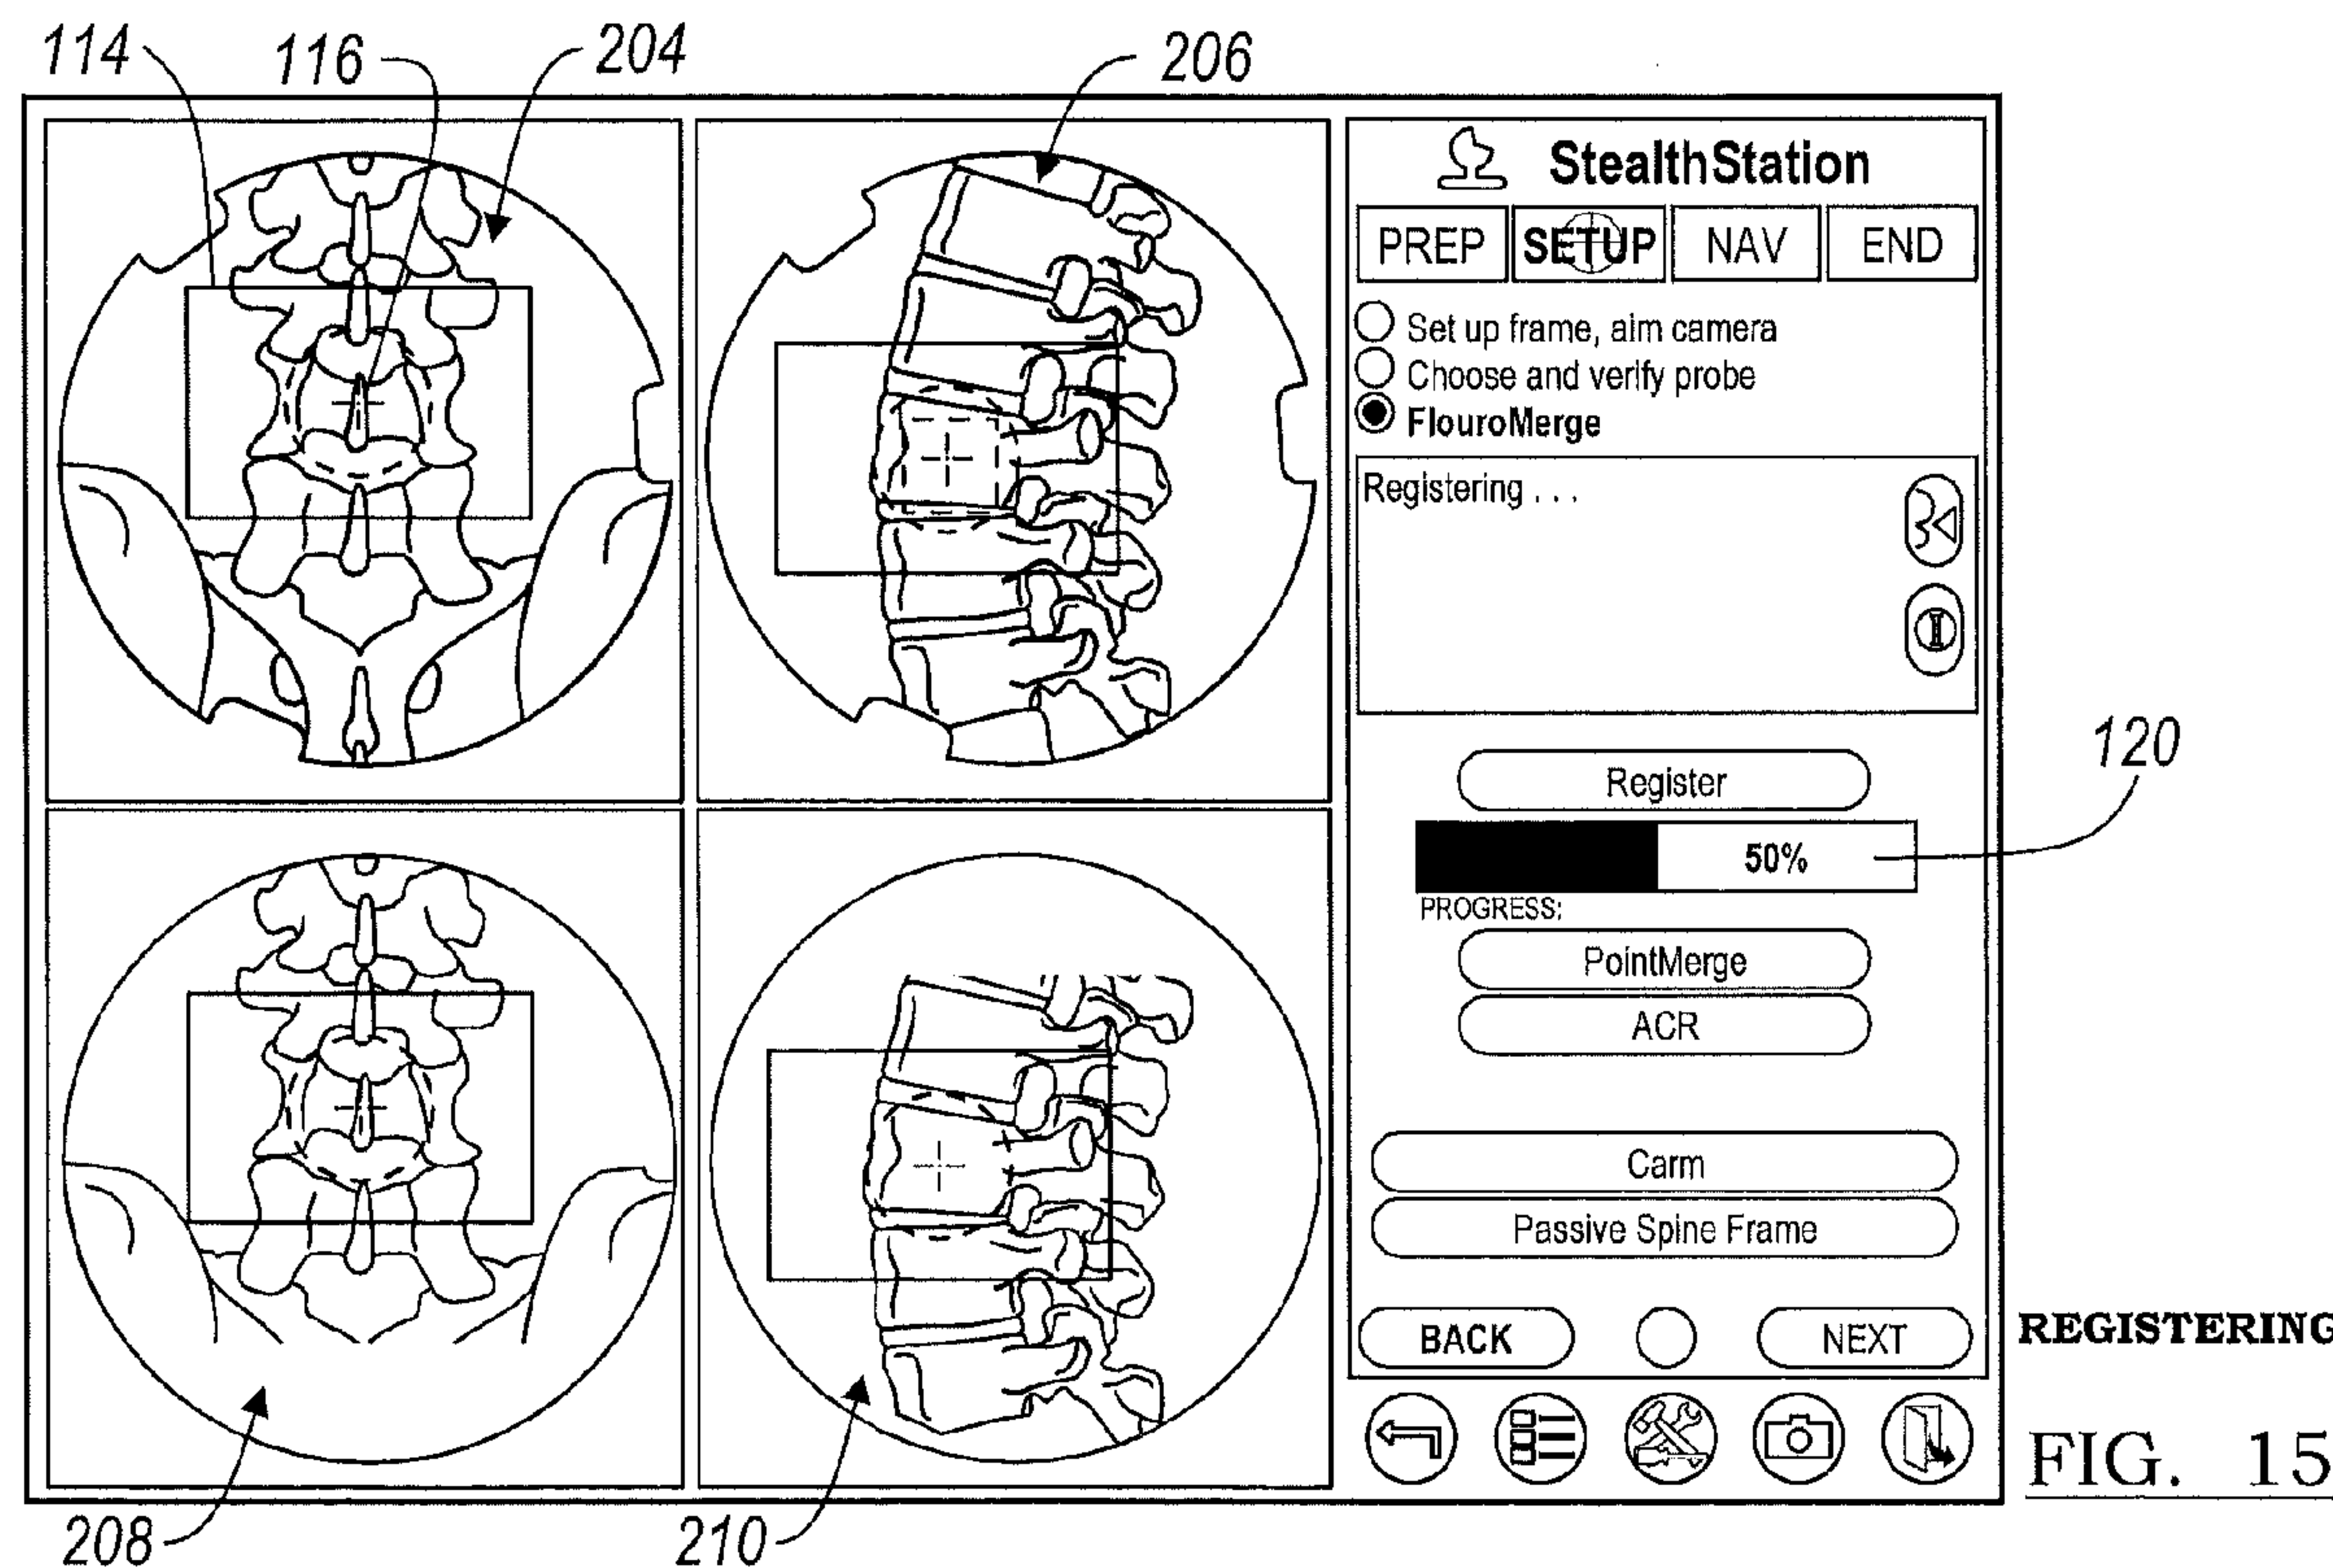 114
116
204
206
StealthStation
PREP
SETUP
NAV
END
Set up frame, aim camera
Choose and verify probe
FlouroMerge
Registering . . .
Register
120
50%
PROGRESS:
PointMerge
ACR
Carm
Passive Spine Frame
BACK
NEXT
REGISTERING
FIG. 15
208
210